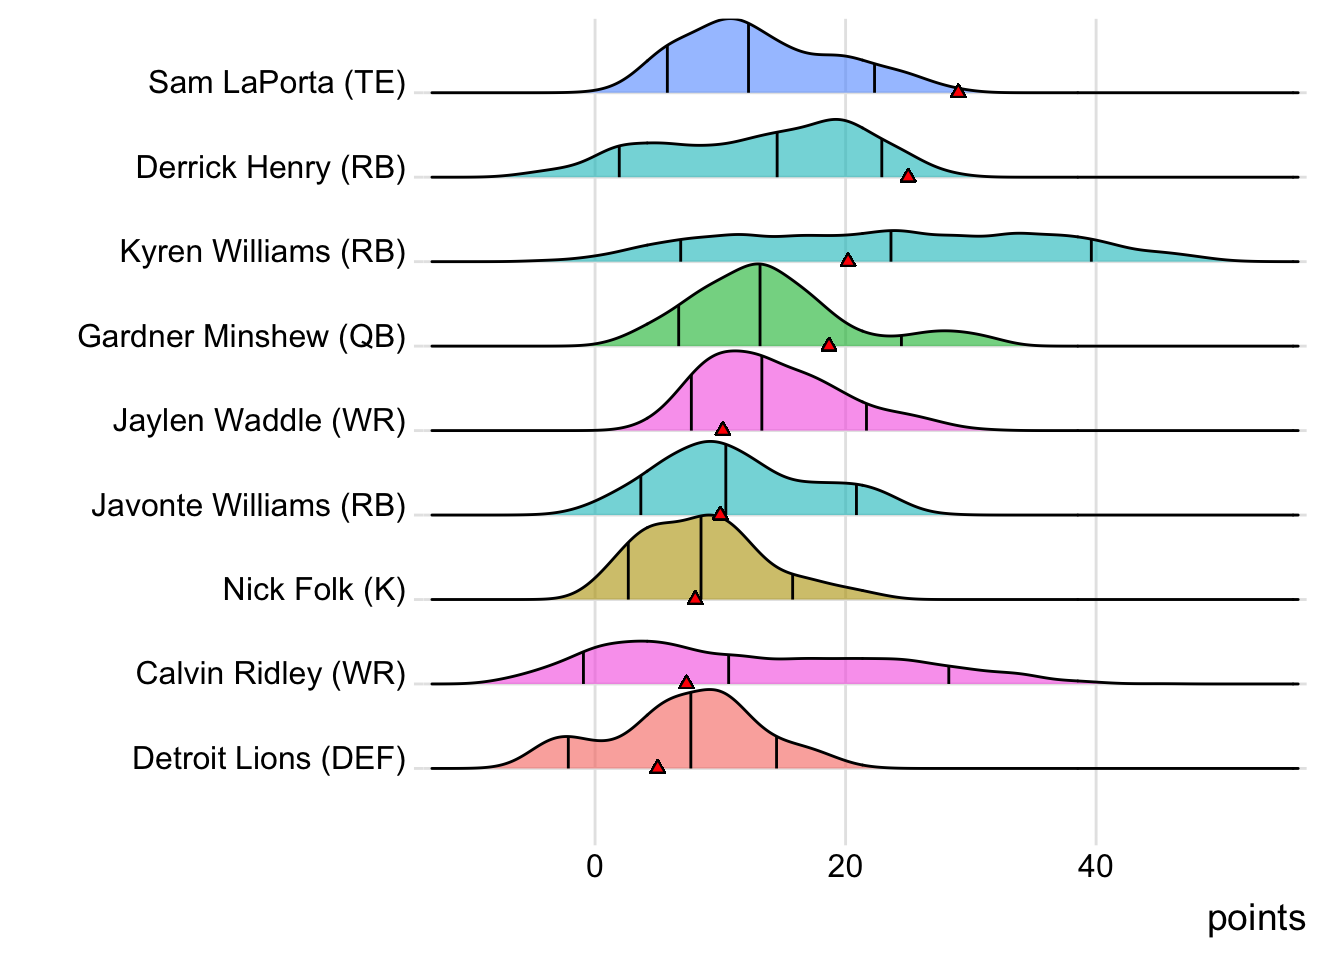 Sam LaPorta (TE)
Derrick Henry (RB)
Kyren Williams (RB)
Gardner Minshew (QB)
Jaylen Waddle (WR)
Javonte Williams (RB)
Nick Folk (K)
Calvin Ridley (WR)
Detroit Lions (DEF)
0 20 40
points